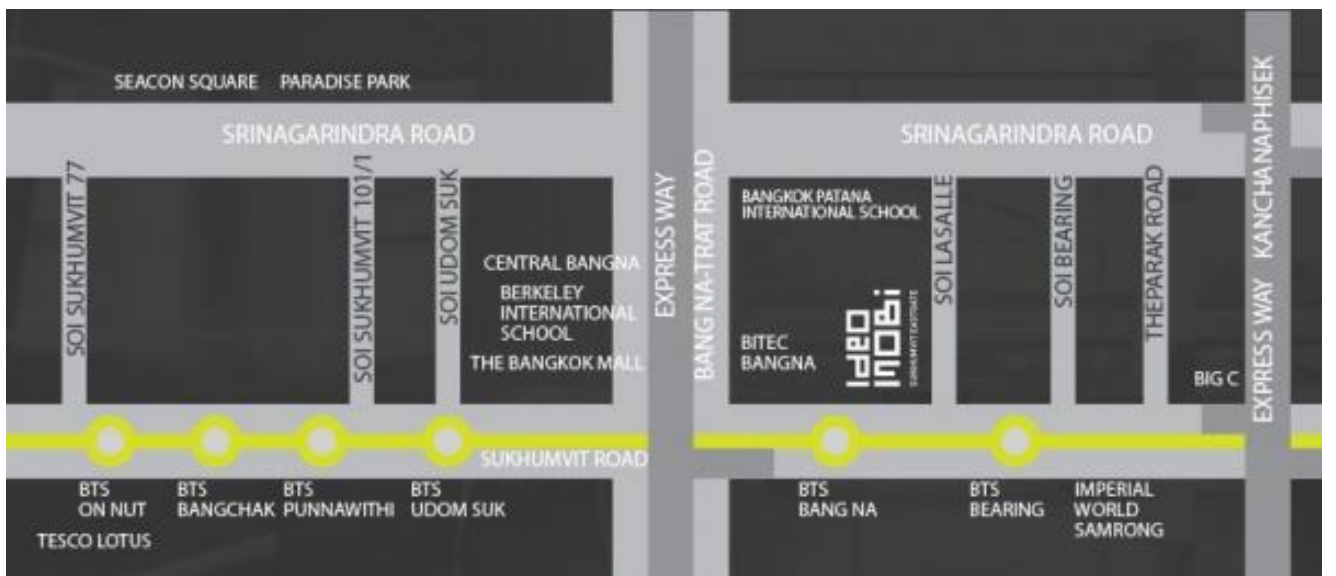 SEACON SQUARE
PARADISE PARK
SRINAGARINDRA ROAD
SRINAGARINDRA ROAD
SOI SUKHUMVIT 77
SOI SUKHUMVIT 101/1
SOI UDOM SUK
CENTRAL BANGNA
BERKELEY
INTERNATIONAL
SCHOOL
THE BANGKOK MALL
EXPRESS WAY
BANG NA-TRAT ROAD
BANGKOK PATANA
INTERNATIONAL SCHOOL
BITEC
BANGNA
Ideo
MOBi
SUKHUMVIT EASTGATE
SOI LASALLE
SOI BEARING
THEPARAK ROAD
BIG C
EXPRESS WAY KANCHANAPHISEK
SUKHUMVIT ROAD
BTS
ON NUT
BTS
BANGCHAK
BTS
PUNNAWITHI
BTS
UDOM SUK
BTS
BANG NA
BTS
BEARING
IMPERIAL
WORLD
SAMRONG
TESCO LOTUS